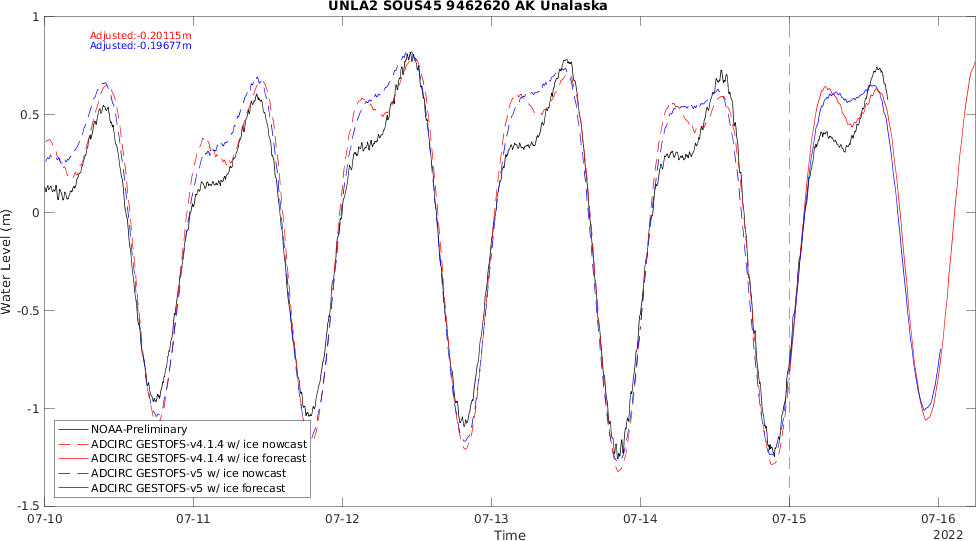 UNLA2 SOUS45 9462620 AK Unalaska
Adjusted:-0.20115m
Adjusted:-0.19677m
1
0.5
0
-0.5
-1
-1.5
Water Level (m)
NOAA-Preliminary
ADCIRC GESTOFS-v4.1.4 w/ ice nowcast
ADCIRC GESTOFS-v4.1.4 w/ ice forecast
ADCIRC GESTOFS-v5 w/ ice nowcast
ADCIRC GESTOFS-v5 w/ ice forecast
07-10 07-11 07-12 07-13 07-14 07-15 07-16
Time
2022